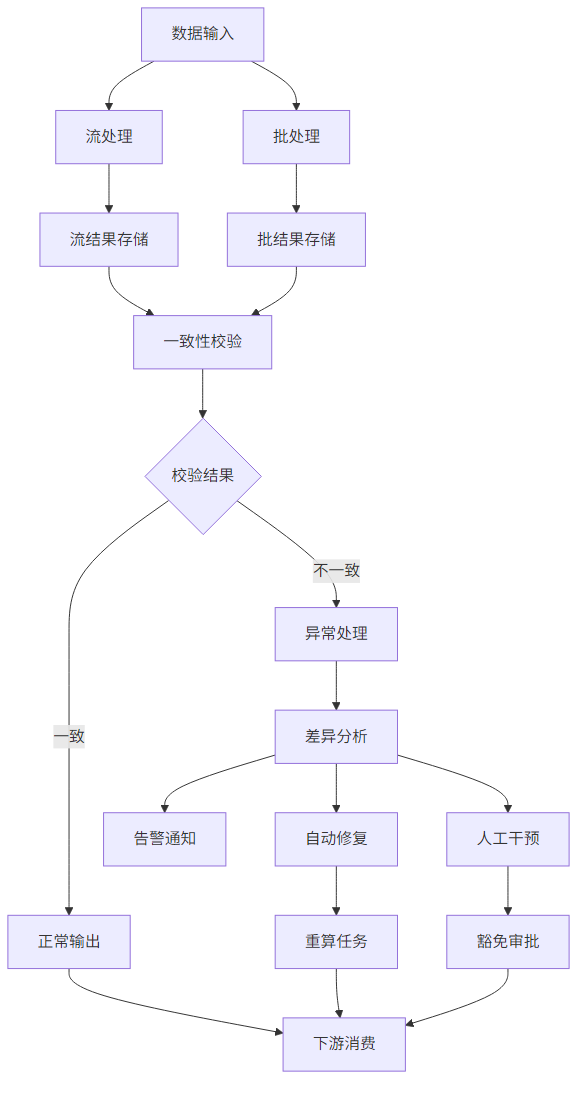 数据输入
流处理
批处理
流结果存储
批结果存储
一致性校验
校验结果
不一致
异常处理
差异分析
一致
告警通知
自动修复
人工干预
正常输出
重算任务
豁免审批
下游消费